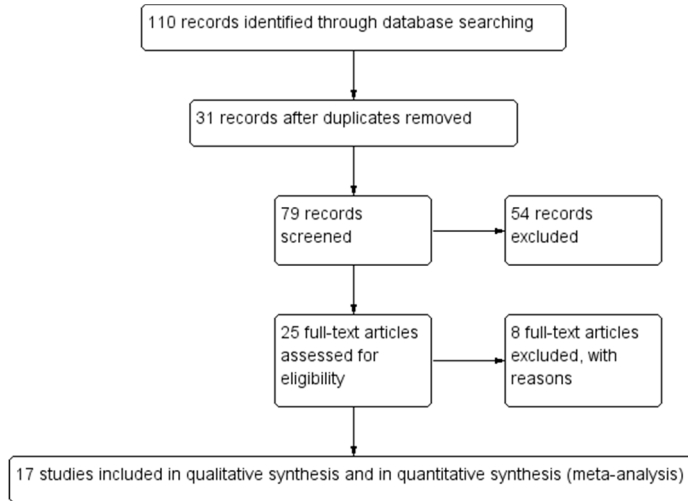 110 records identified through database searching
31 records after duplicates removed
79 records
screened
54 records
excluded
25 full-text articles
assessed for
eligibility
8 full-text articles
excluded, with
reasons
17 studies included in qualitative synthesis and in quantitative synthesis (meta-analysis)